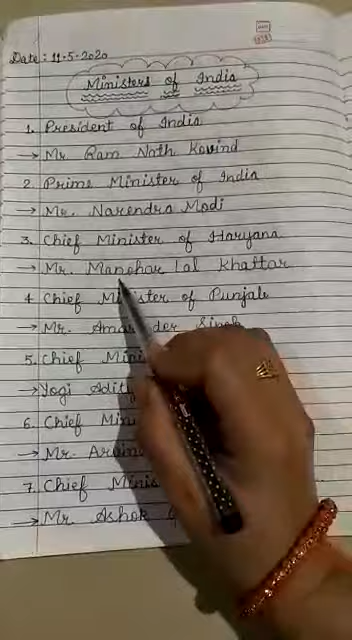 Date: 11-5-2020
Ministers of India
1. President of India
→ Mr. Ram Nath Kovind
2. Prime Minister of India
→ Mr. Narendra Modi
3. Chief Minister of Haryana
→ Mr. Manohar lal Khattar
4 Chief Minister of Punjab
→ Mr. Singh
5. Chief
→ Yogi
6. Chief
→ Mr.
7. Chief
→ Mr Ashok